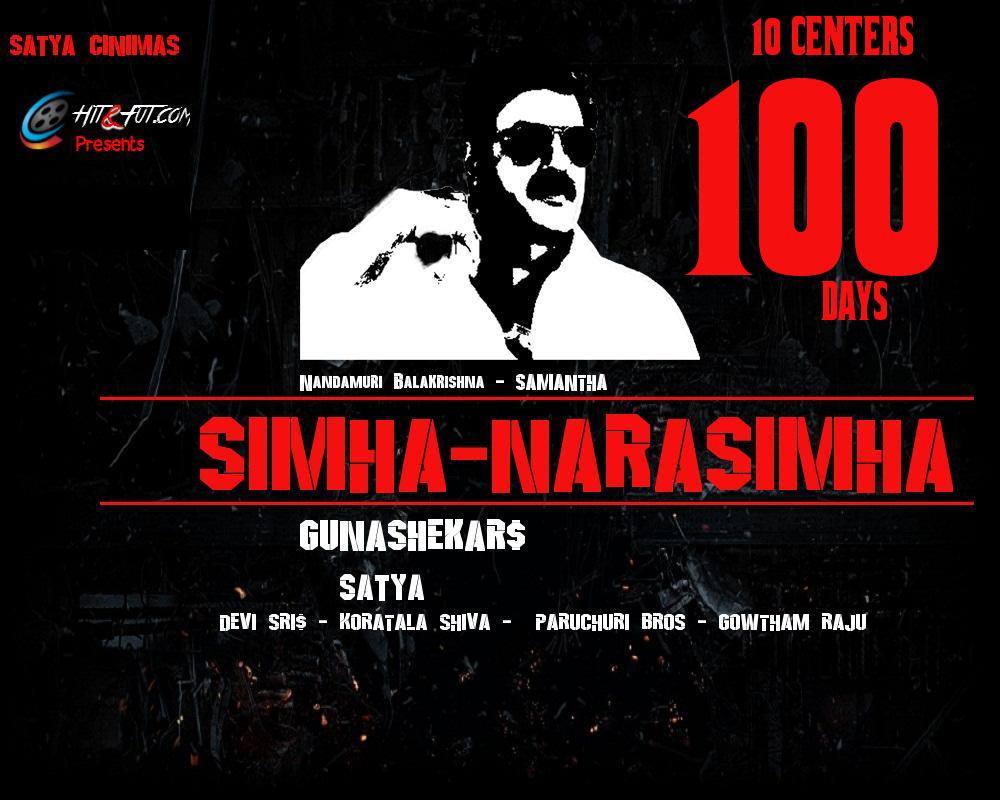 SATYA CINIIMAS
10 CENTERS
HIT&FUT.COM
Presents
100
DAYS
NANDAMURI BALAKRISHNA - SAMANTHA
SIMHA-NARASIMHA
GUNASHEKAR$
SATYA
DEVI SRI$ - KORATALA SHIVA - PARUCHURI BROS - GOWTHAM RAJU